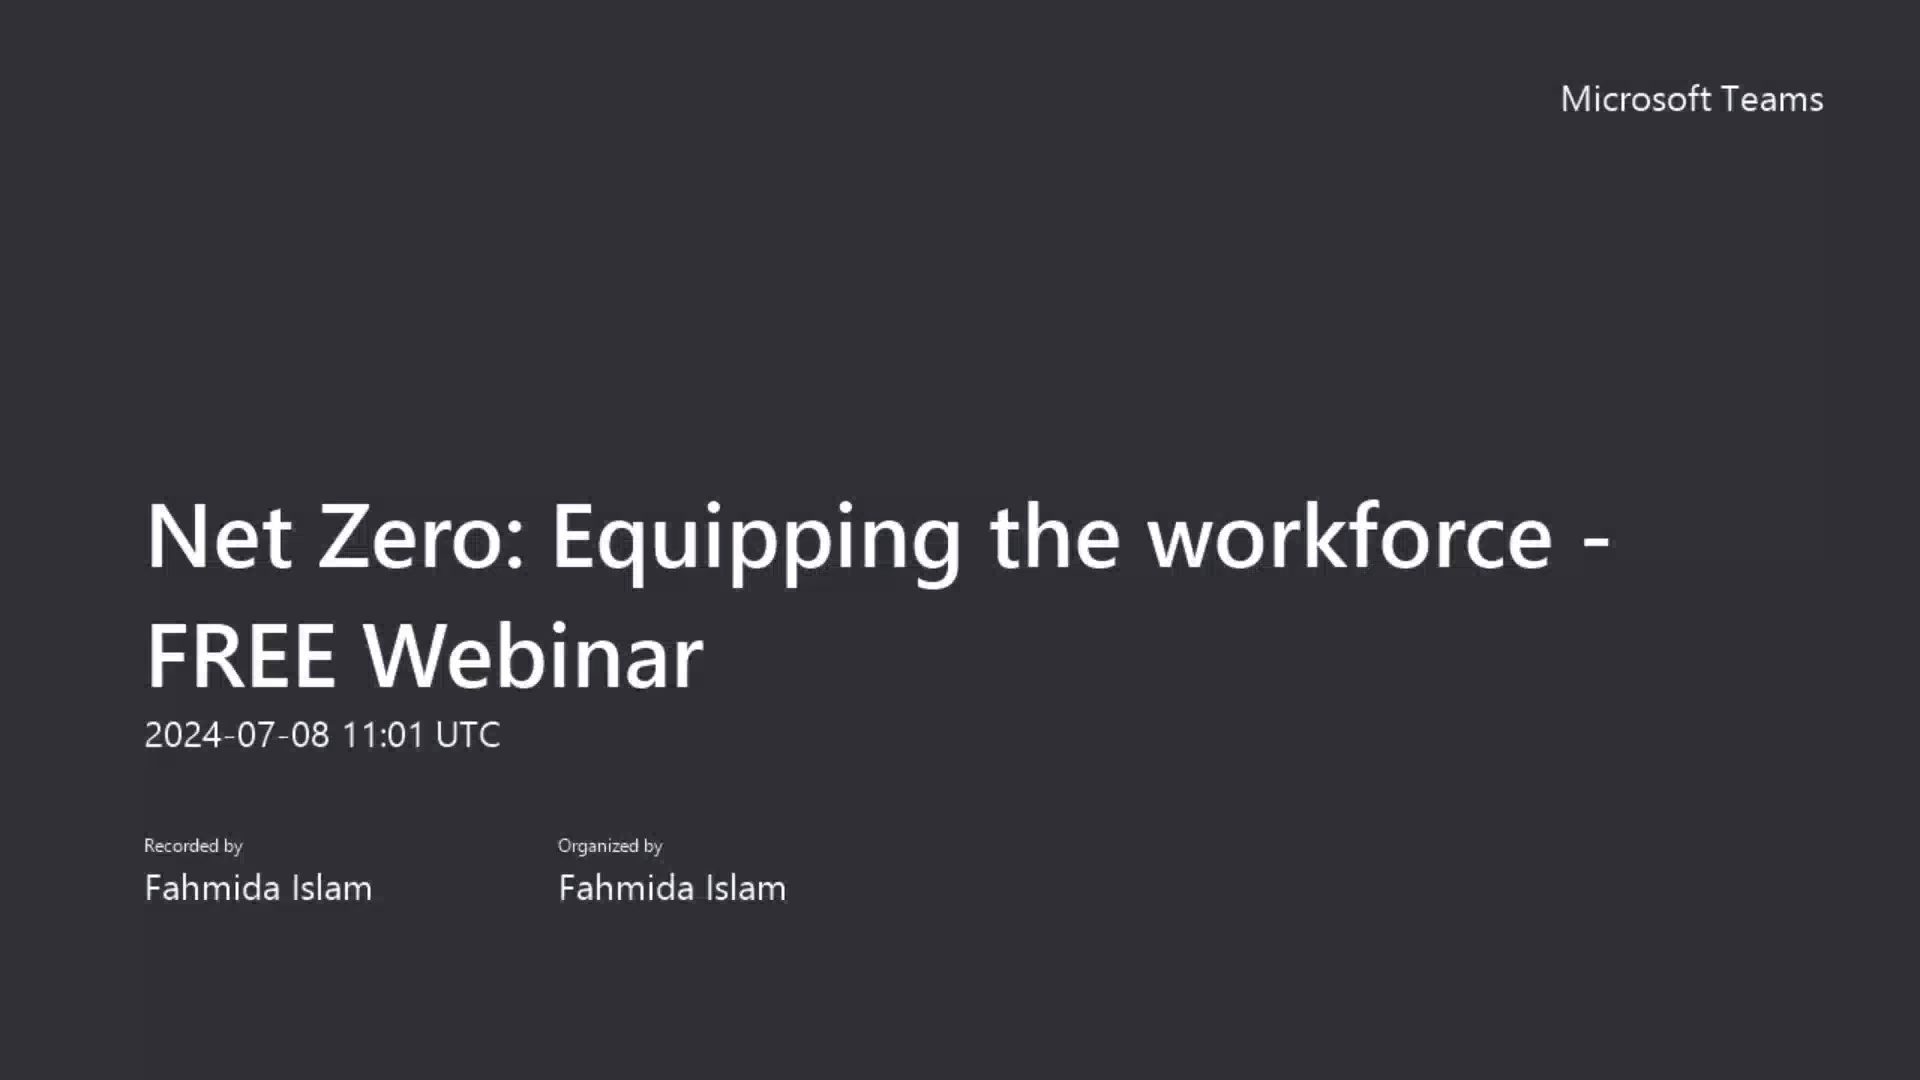 Microsoft Teams
Net Zero: Equipping the workforce -
FREE Webinar
2024-07-08 11:01 UTC
Recorded by
Fahmida Islam
Organized by
Fahmida Islam